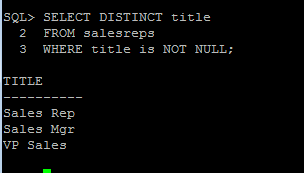 SQL> SELECT DISTINCT title
2 FROM salesreps
3 WHERE title is NOT NULL;
TITLE
----------
Sales Rep
Sales Mgr
VP Sales